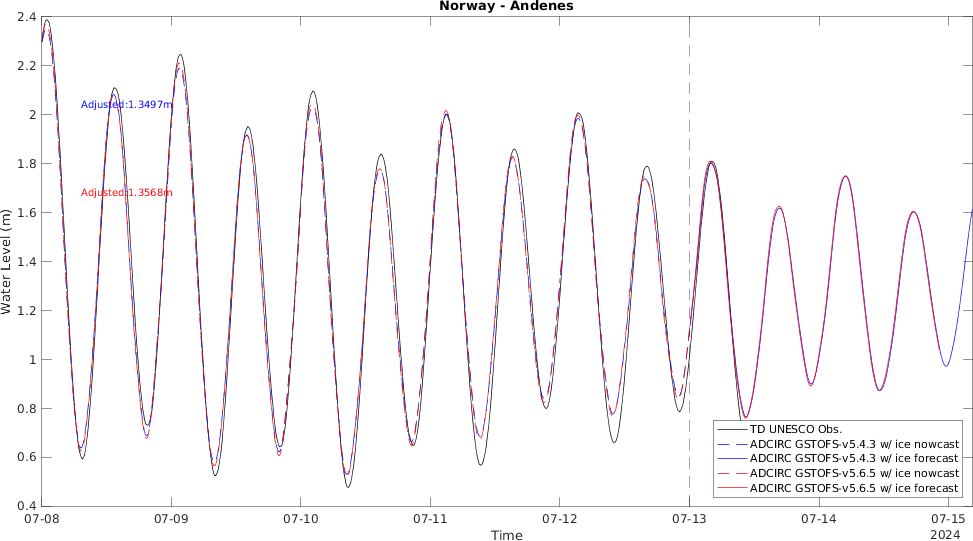 Norway - Andenes
2.4
2.2
2
1.8
1.6
1.4
1.2
1
0.8
0.6
0.4
Water Level (m)
Adjusted:1.3497m
Adjusted:1.3568m
TD UNESCO Obs.
ADCIRC GSTOFS-v5.4.3 w/ ice nowcast
ADCIRC GSTOFS-v5.4.3 w/ ice forecast
ADCIRC GSTOFS-v5.6.5 w/ ice nowcast
ADCIRC GSTOFS-v5.6.5 w/ ice forecast
07-08 07-09 07-10 07-11 07-12 07-13 07-14 07-15
Time 2024